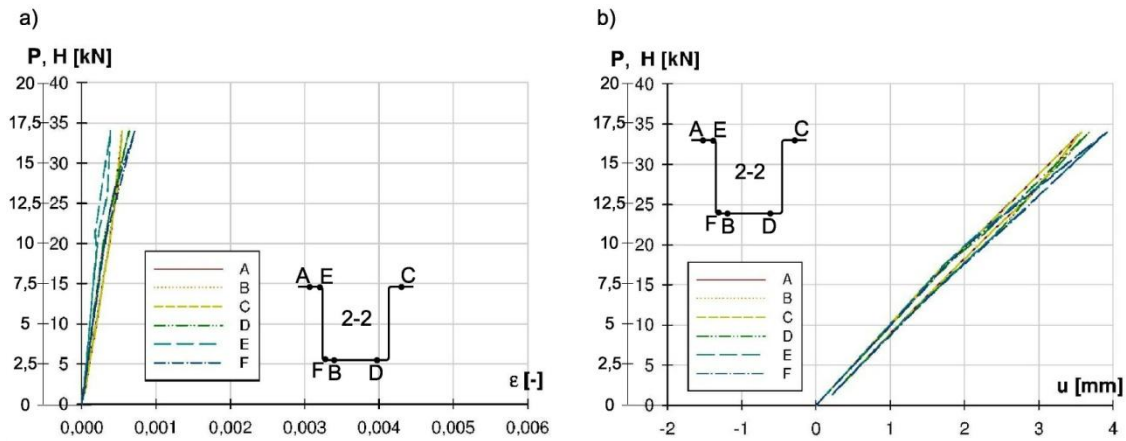 a)
P, H [kN]
20 40
17,5 35
15 30
12,5 25
10 20
7,5 15
5 10
2,5 5
0 0
0,000 0,001 0,002 0,003 0,004 0,005 0,006
ε [-]
A
B
C
D
E
F
A E C
2-2
F B D
b)
P, H [kN]
20 40
17,5 35
15 30
12,5 25
10 20
7,5 15
5 10
2,5 5
0 0
-2 -1 0 1 2 3 4
u [mm]
A E C
2-2
F B D
A
B
C
D
E
F